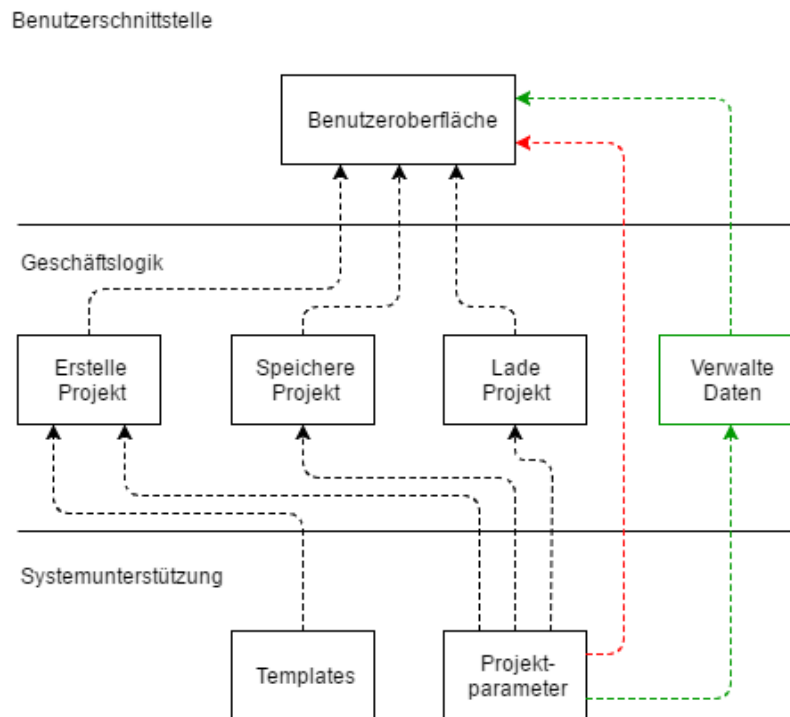 Benutzerschnittstelle
Benutzeroberfläche
Geschäftslogik
Erstelle
Projekt
Speichere
Projekt
Lade
Projekt
Verwalte
Daten
Systemunterstützung
Templates
Projekt-
parameter